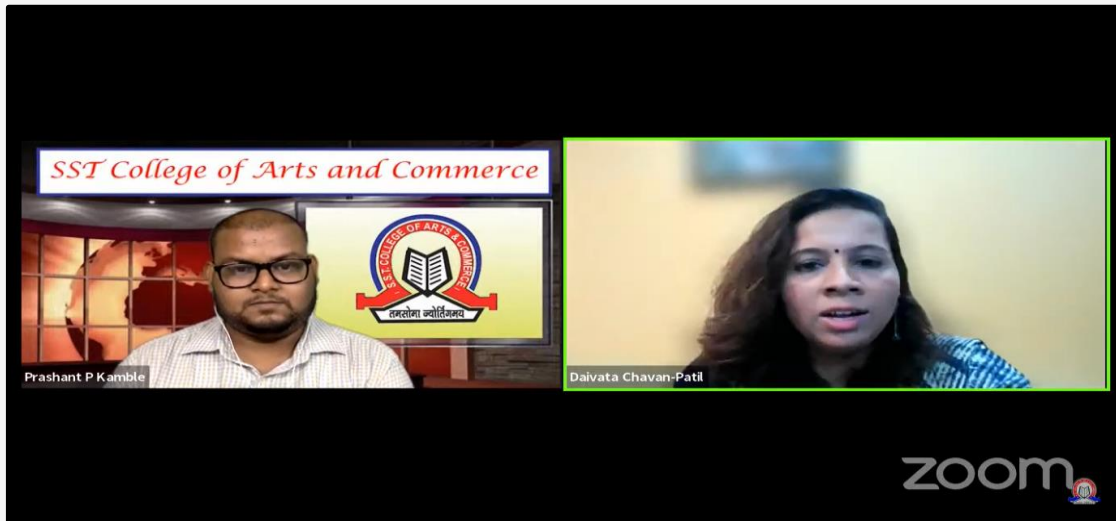 SST College of Arts and Commerce
S.S.T. COLLEGE OF ARTS & COMMERCE
तमसोमा ज्योर्तिगमय
Prashant P Kamble
Daivata Chavan-Patil
zoom